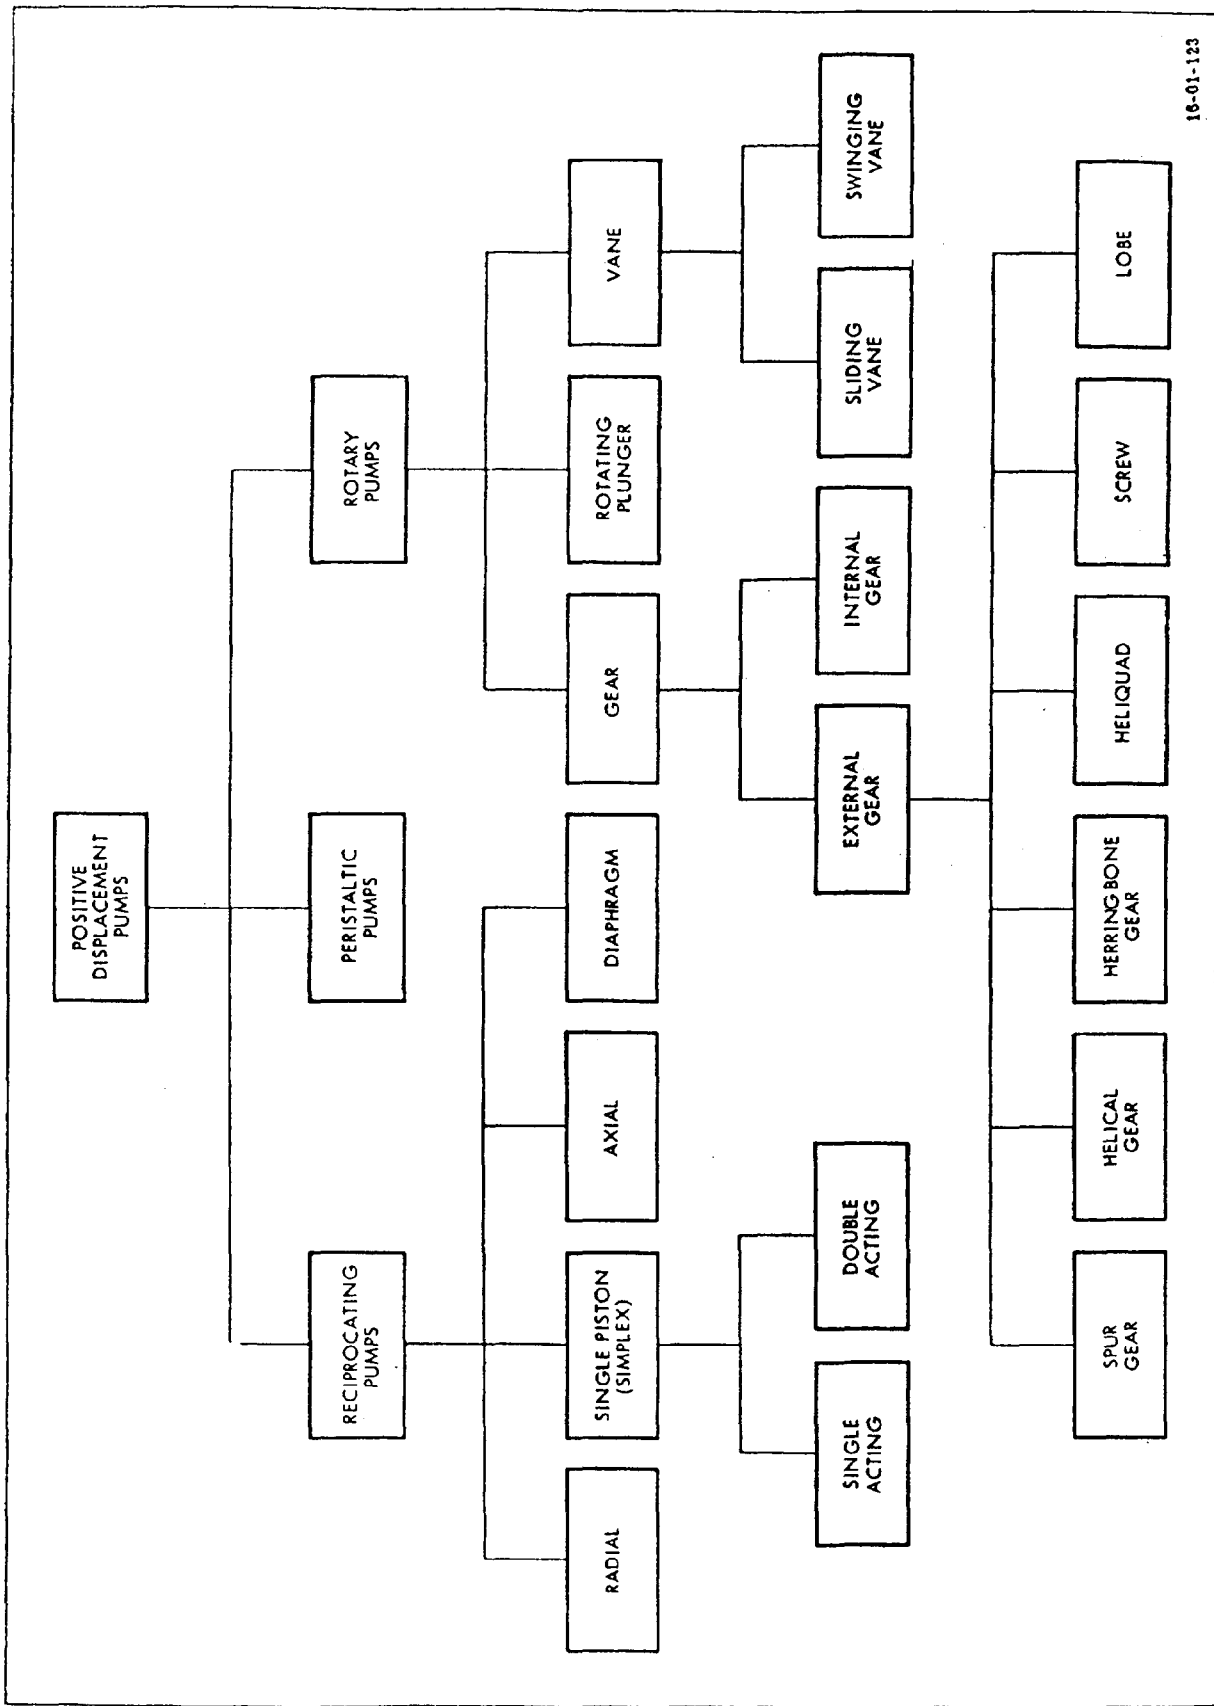 POSITIVE
DISPLACEMENT
PUMPS
RECIPROCATING
PUMPS
PERISTALTIC
PUMPS
ROTARY
PUMPS
RADIAL
SINGLE PISTON
(SIMPLEX)
AXIAL
DIAPHRAGM
GEAR
ROTATING
PLUNGER
VANE
SINGLE
ACTING
DOUBLE
ACTING
EXTERNAL
GEAR
INTERNAL
GEAR
SLIDING
VANE
SWINGING
VANE
SPUR
GEAR
HELICAL
GEAR
HERRINGBONE
GEAR
HELIQUAD
SCREW
LOBE
16-01-123